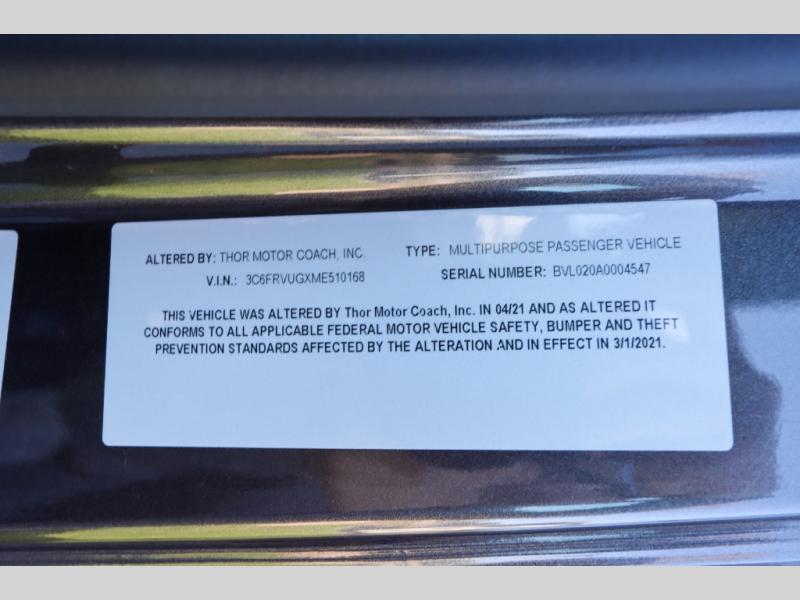 ALTERED BY: THOR MOTOR COACH, INC. TYPE: MULTIPURPOSE PASSENGER VEHICLE
V.I.N.: 3C6FRVUGXME510168 SERIAL NUMBER: BVL020A0004547
THIS VEHICLE WAS ALTERED BY Thor Motor Coach, Inc. IN 04/21 AND AS ALTERED IT
CONFORMS TO ALL APPLICABLE FEDERAL MOTOR VEHICLE SAFETY, BUMPER AND THEFT
PREVENTION STANDARDS AFFECTED BY THE ALTERATION AND IN EFFECT IN 3/1/2021.